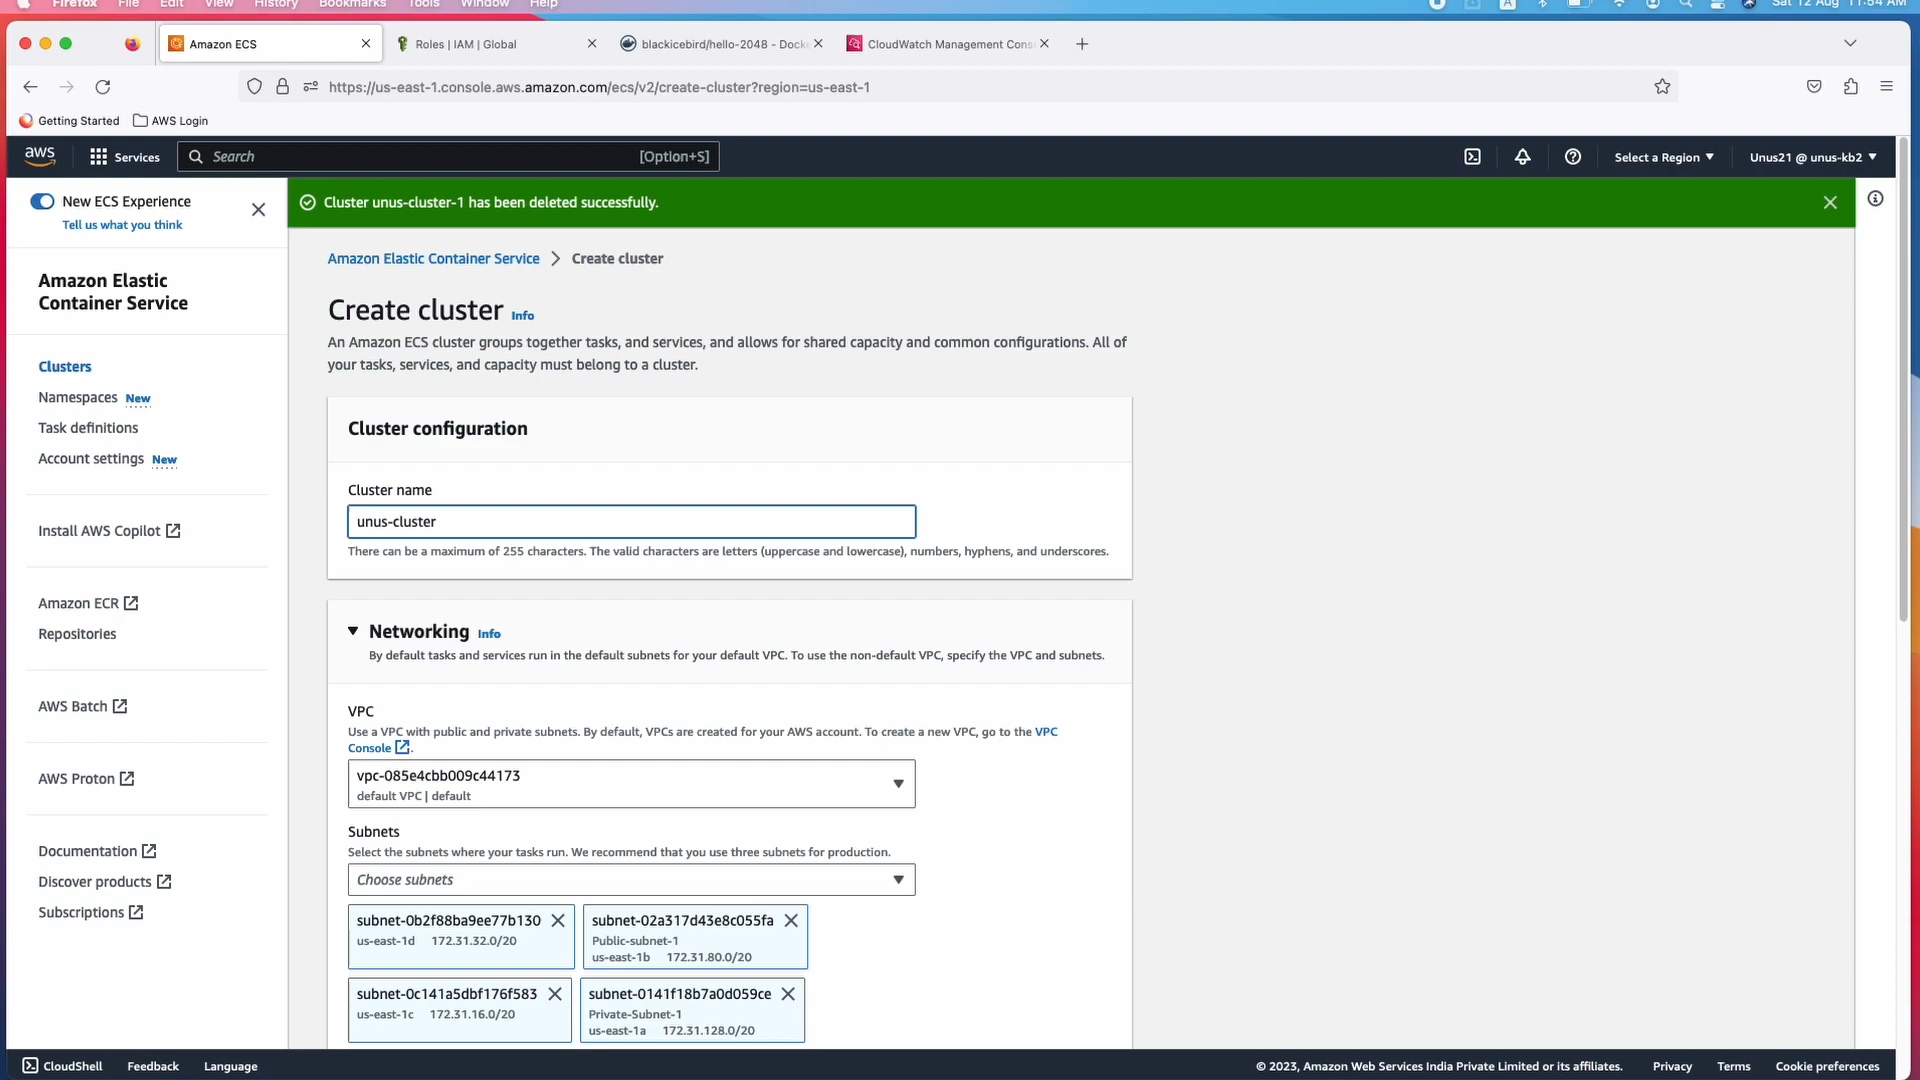 Firefox File Edit View History Bookmarks Tools Window Help
A
Sat 12 Aug 11:54 AM
Amazon ECS
Roles | IAM | Global
blackicebird/hello-2048 - Docke
CloudWatch Management Cons
https://us-east-1.console.aws.amazon.com/ecs/v2/create-cluster?region=us-east-1
Getting Started
AWS Login
aws
Services
Search
[Option+S]
Select a Region
Unus21 @ unus-kb2
New ECS Experience
Tell us what you think
Cluster unus-cluster-1 has been deleted successfully.
Amazon Elastic
Container Service
Clusters
Namespaces New
Task definitions
Account settings New
Install AWS Copilot
Amazon ECR
Repositories
AWS Batch
AWS Proton
Documentation
Discover products
Subscriptions
Amazon Elastic Container Service > Create cluster
Create cluster Info
An Amazon ECS cluster groups together tasks, and services, and allows for shared capacity and common configurations. All of
your tasks, services, and capacity must belong to a cluster.
Cluster configuration
Cluster name
unus-cluster
There can be a maximum of 255 characters. The valid characters are letters (uppercase and lowercase), numbers, hyphens, and underscores.
Networking Info
By default tasks and services run in the default subnets for your default VPC. To use the non-default VPC, specify the VPC and subnets.
VPC
Use a VPC with public and private subnets. By default, VPCs are created for your AWS account. To create a new VPC, go to the VPC
Console.
vpc-085e4cbb009c44173
default VPC | default
Subnets
Select the subnets where your tasks run. We recommend that you use three subnets for production.
Choose subnets
subnet-0b2f88ba9ee77b130
us-east-1d 172.31.32.0/20
subnet-02a317d43e8c055fa
Public-subnet-1
us-east-1b 172.31.80.0/20
subnet-0c141a5dbf176f583
us-east-1c 172.31.16.0/20
subnet-0141f18b7a0d059ce
Private-Subnet-1
us-east-1a 172.31.128.0/20
CloudShell
Feedback
Language
© 2023, Amazon Web Services India Private Limited or its affiliates.
Privacy
Terms
Cookie preferences